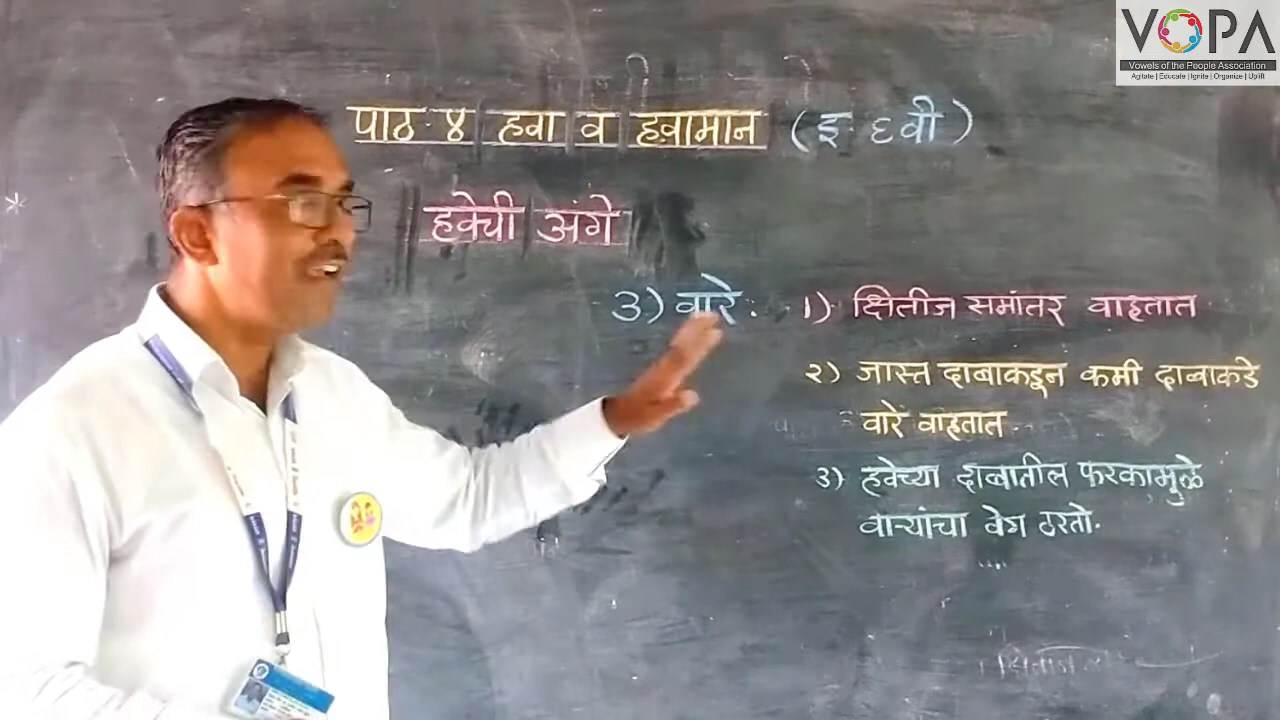 VOPA
Vowels of the People Association
Agitate | Educate | Ignite | Organize | Uplift
पाठ ४ हवा व हवामान (इ. ६वी)
हवेची अंगे
३) वारे: १) क्षितीज समांतर वाहतात
२) जास्त दाबाकडून कमी दाबाकडे
वारे वाहतात.
३) हवेच्या दाबातील फरकामुळे
वाऱ्यांचा वेग ठरतो.